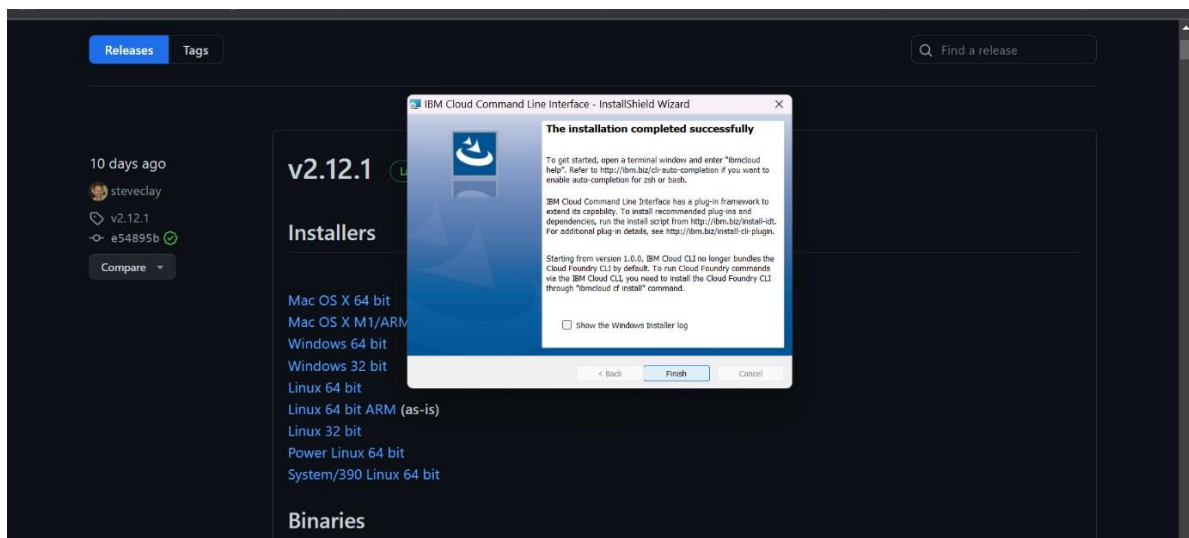 Releases
Tags
Find a release
10 days ago
steveclay
v2.12.1
e54895b
Compare
v2.12.1
Installers
Mac OS X 64 bit
Mac OS X M1/ARM
Windows 64 bit
Windows 32 bit
Linux 64 bit
Linux 64 bit ARM (as-is)
Linux 32 bit
Power Linux 64 bit
System/390 Linux 64 bit
Binaries
IBM Cloud Command Line Interface - InstallShield Wizard
The installation completed successfully
To get started, open a terminal window and enter "ibmcloud
help". Refer to http://ibm.biz/cli-auto-completion if you want to
enable auto-completion for zsh or bash.
IBM Cloud Command Line Interface has a plug-in framework to
extend its capability. To install recommended plug-ins and
dependencies, run the install script from http://ibm.biz/install-idt.
For additional plug-in details, see http://ibm.biz/install-cli-plugin.
Starting from version 1.0.0, IBM Cloud CLI no longer bundles the
Cloud Foundry CLI by default. To run Cloud Foundry commands
via the IBM Cloud CLI, you need to install the Cloud Foundry CLI
through "ibmcloud cf install" command.
Show the Windows Installer log
< Back
Finish
Cancel